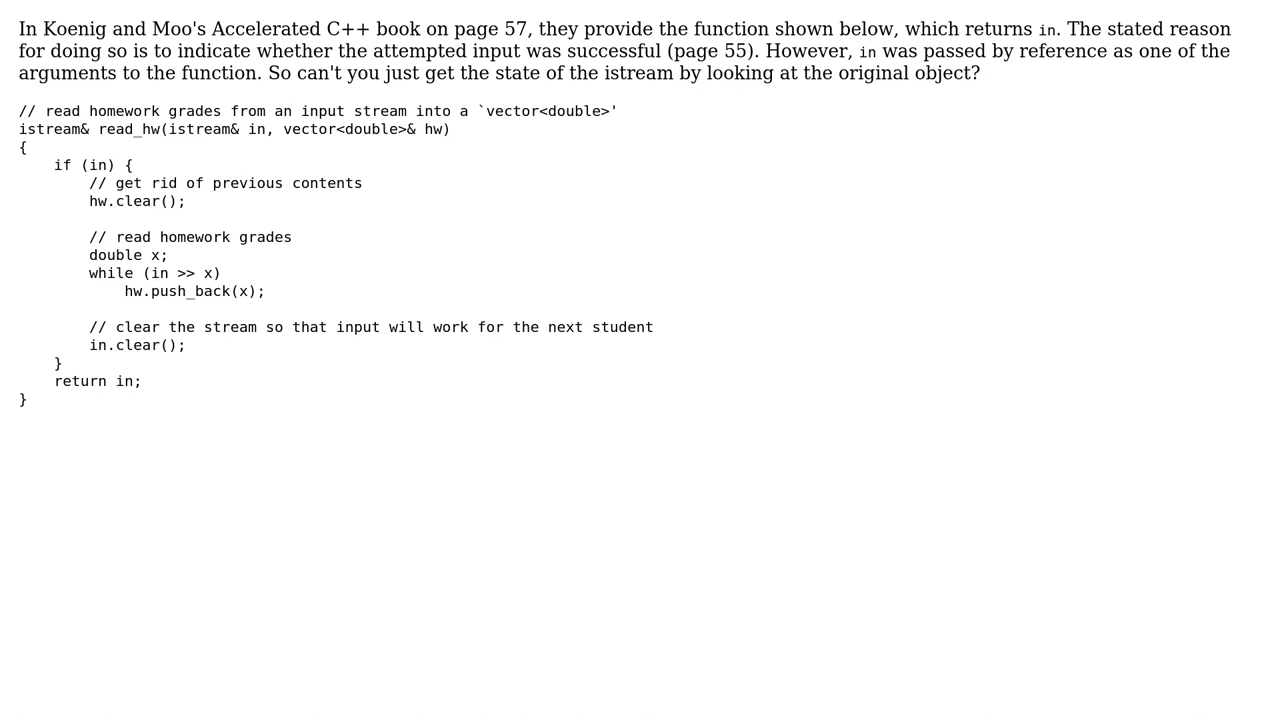 In Koenig and Moo's Accelerated C++ book on page 57, they provide the function shown below, which returns in. The stated reason
for doing so is to indicate whether the attempted input was successful (page 55). However, in was passed by reference as one of the
arguments to the function. So can't you just get the state of the istream by looking at the original object?
// read homework grades from an input stream into a `vector<double>'
istream& read_hw(istream& in, vector<double>& hw)
{
    if (in) {
        // get rid of previous contents
        hw.clear();
        // read homework grades
        double x;
        while (in >> x)
            hw.push_back(x);
        // clear the stream so that input will work for the next student
        in.clear();
    }
    return in;
}